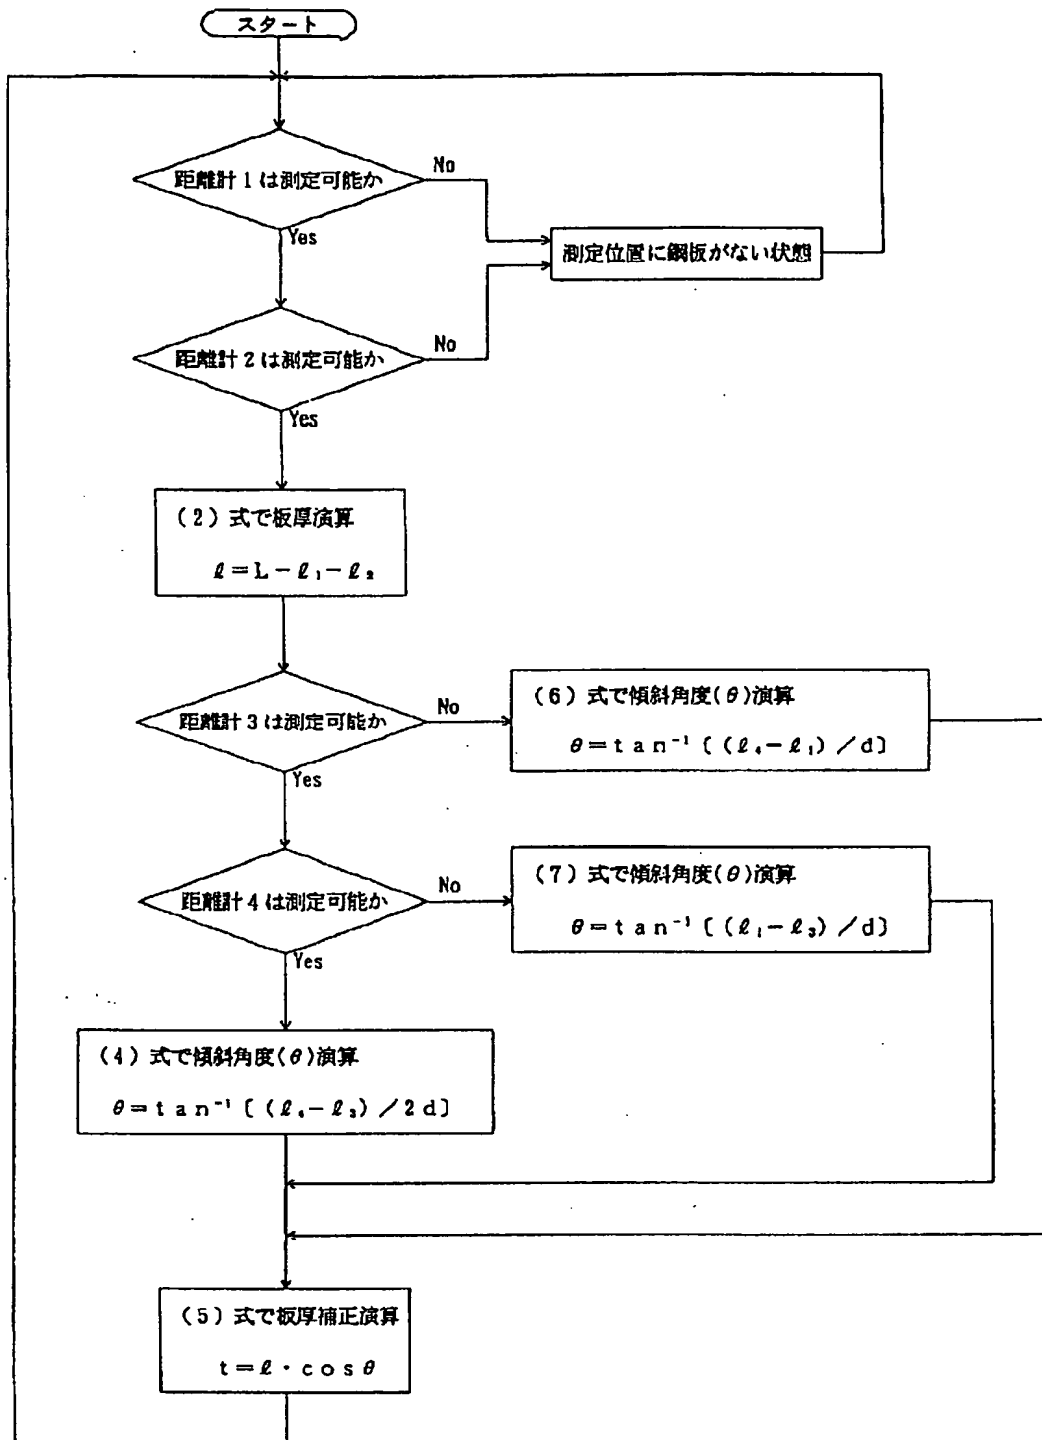 スタート
距離計1は測定可能か
No
Yes
測定位置に鋼板がない状態
距離計2は測定可能か
No
Yes
(2)式で板厚演算
ℓ=L-ℓ₁-ℓ₂
距離計3は測定可能か
No
Yes
(6)式で傾斜角度(θ)演算
θ=tan⁻¹〔(ℓ₄-ℓ₁)/d〕
距離計4は測定可能か
No
Yes
(7)式で傾斜角度(θ)演算
θ=tan⁻¹〔(ℓ₁-ℓ₃)/d〕
(4)式で傾斜角度(θ)演算
θ=tan⁻¹〔(ℓ₄-ℓ₃)/2d〕
(5)式で板厚補正演算
t=ℓ・cosθ